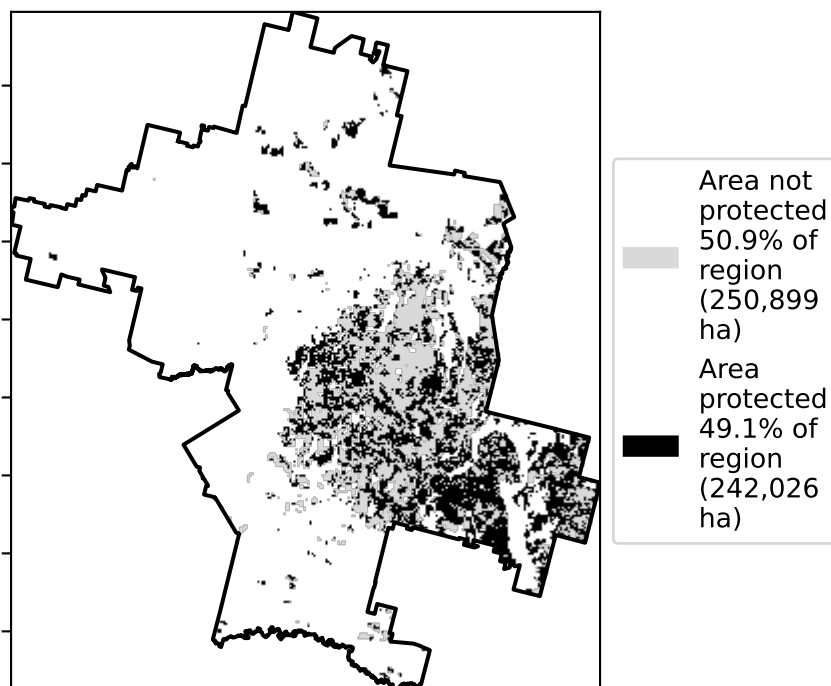 Area not
protected
50.9% of
region
(250,899
ha)
Area
protected
49.1% of
region
(242,026
ha)